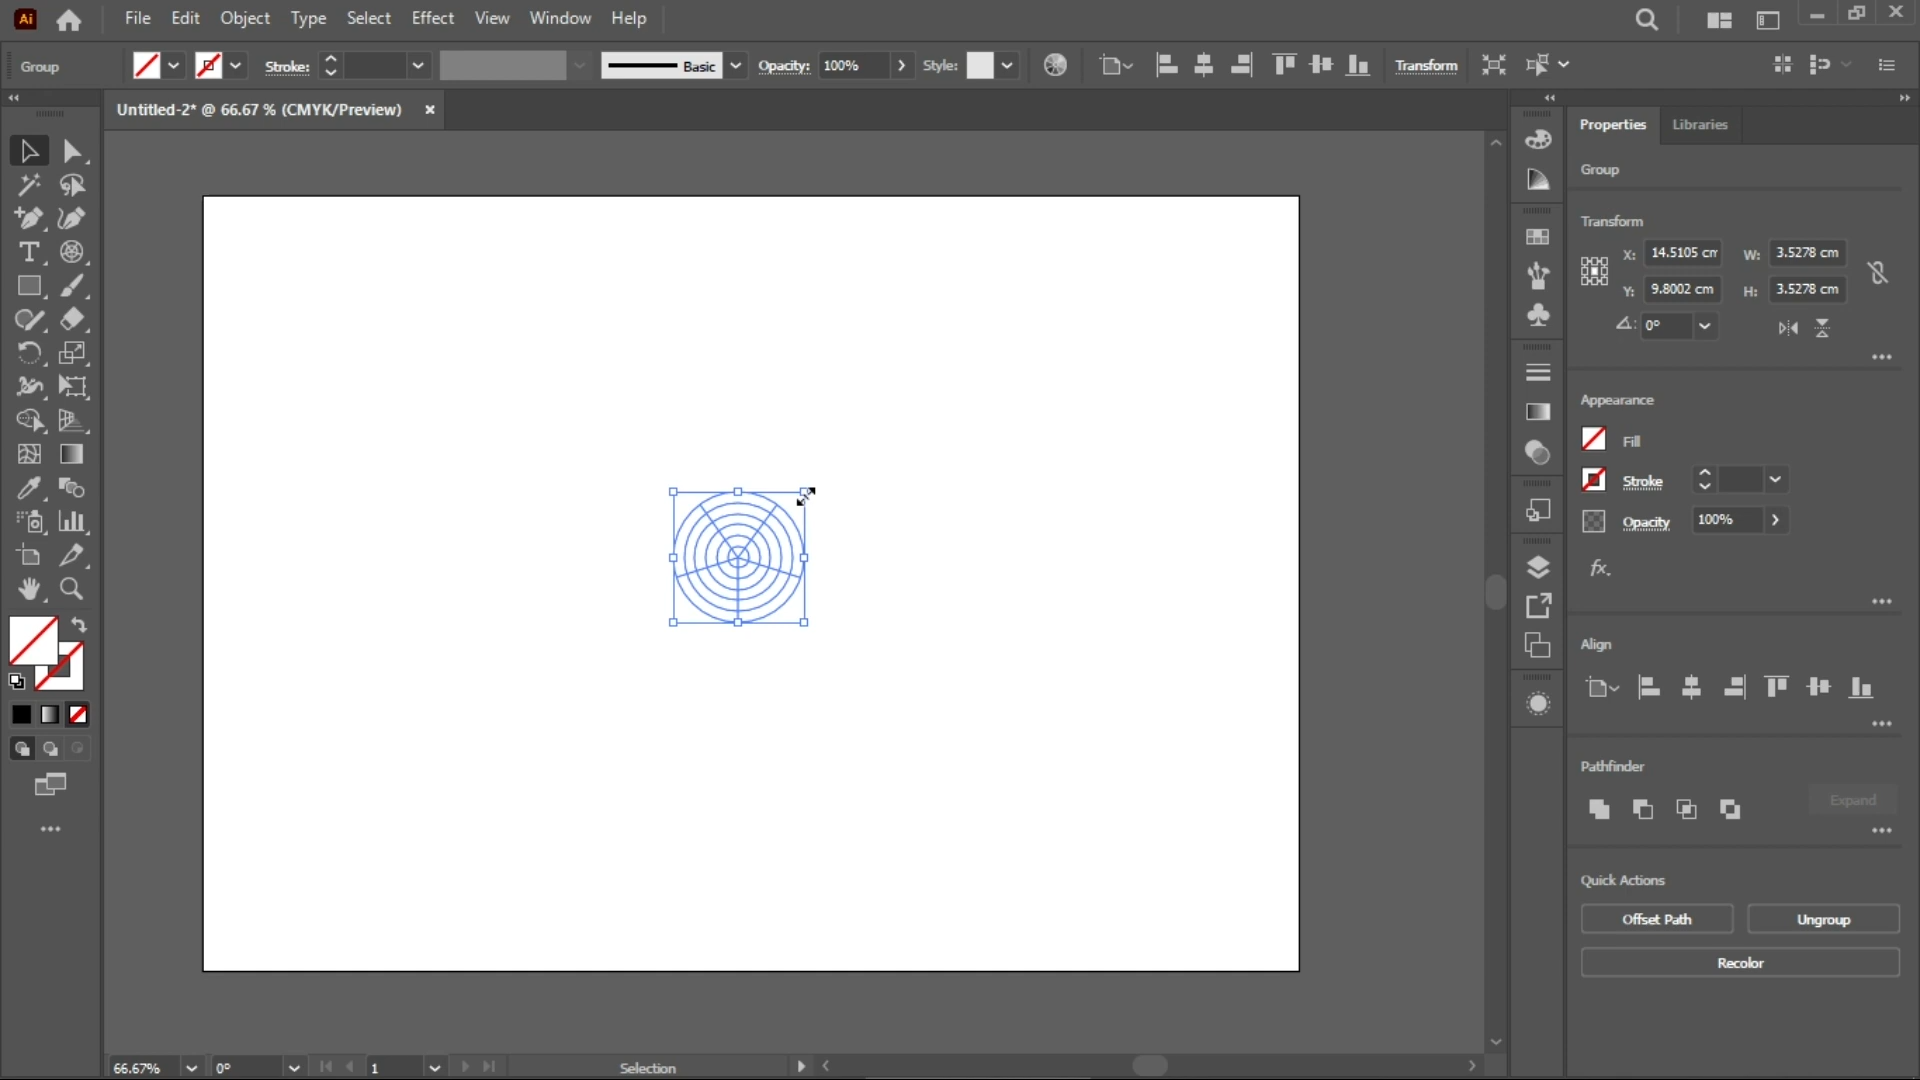 Ai File Edit Object Type Select Effect View Window Help
Group Stroke: Basic Opacity: 100% Style: Transform
Untitled-2* @ 66.67 % (CMYK/Preview) ×
Properties Libraries
Group
Transform
X: 14.5105 cm W: 3.5278 cm
Y: 9.8002 cm H: 3.5278 cm
0°
Appearance
Fill
Stroke
Opacity 100%
fx.
Align
Pathfinder
Expand
Quick Actions
Offset Path Ungroup
Recolor
66.67% 0° 1 Selection